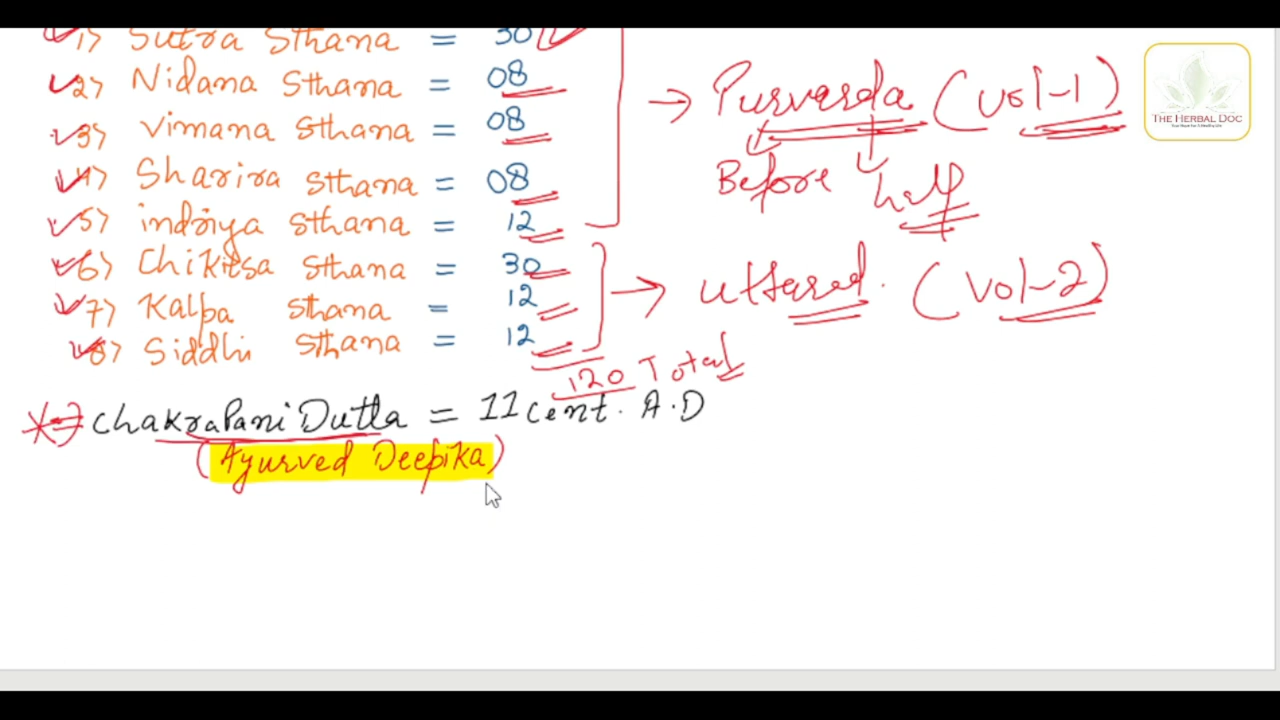 1) Sutra Sthana = 30
2) Nidana Sthana = 08
3) Vimana Sthana = 08
4) Sharira Sthana = 08
5) indriya Sthana = 12
6) Chikitsa Sthana = 30
7) Kalpa Sthana = 12
8) Siddhi Sthana = 12
120 Total
Purvarda (vol-1)
Before half
uttarad. (vol-2)
ChakraPani Dutta = 11 cent. A.D
(Ayurved Deepika)
THE HERBAL DOC